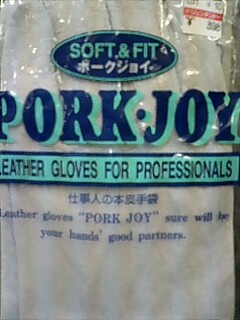 SOFT & FIT
ポークジョイ
PORK·JOY
LEATHER GLOVES FOR PROFESSIONALS
仕事人の本皮手袋
Leather gloves "PORK JOY" sure will be
your hands' good partners.